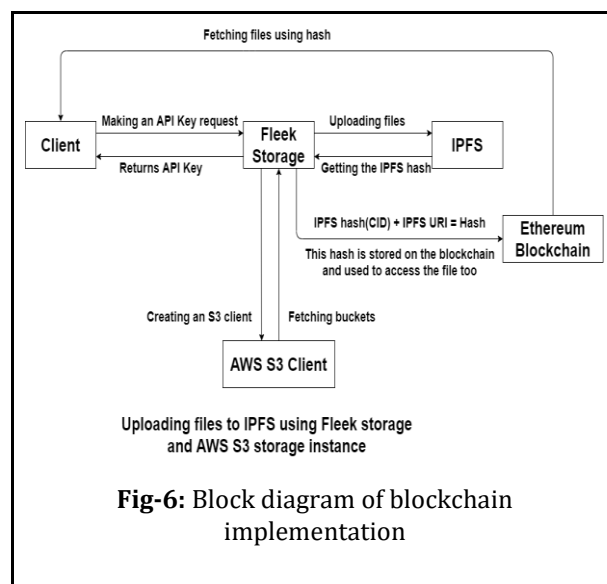 Fetching files using hash
Making an API Key request
Uploading files
Client
Fleek
Storage
IPFS
Returns API Key
Getting the IPFS hash
IPFS hash(CID) + IPFS URI = Hash
Ethereum
Blockchain
This hash is stored on the blockchain
and used to access the file too
Creating an S3 client
Fetching buckets
AWS S3 Client
Uploading files to IPFS using Fleek storage
and AWS S3 storage instance
Fig-6: Block diagram of blockchain
implementation